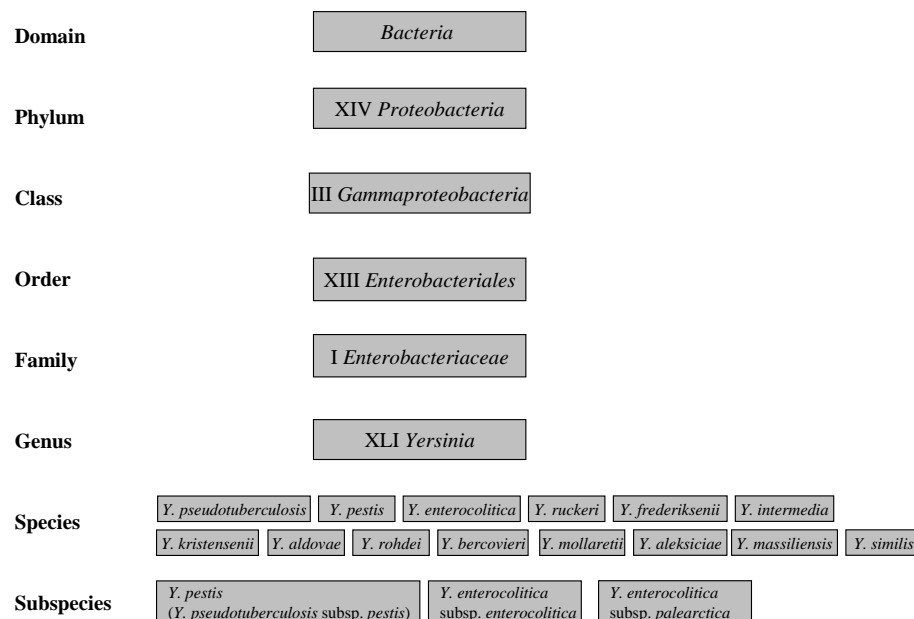 Domain Bacteria
Phylum XIV Proteobacteria
Class III Gammaproteobacteria
Order XIII Enterobacteriales
Family I Enterobacteriaceae
Genus XLI Yersinia
Species
Y. pseudotuberculosis Y. pestis Y. enterocolitica Y. ruckeri Y. frederiksenii Y. intermedia
Y. kristensenii Y. aldovae Y. rohdei Y. bercovieri Y. mollaretii Y. aleksiciae Y. massiliensis Y. similis
Subspecies
Y. pestis
(Y. pseudotuberculosis subsp. pestis)
Y. enterocolitica
subsp. enterocolitica
Y. enterocolitica
subsp. palearctica